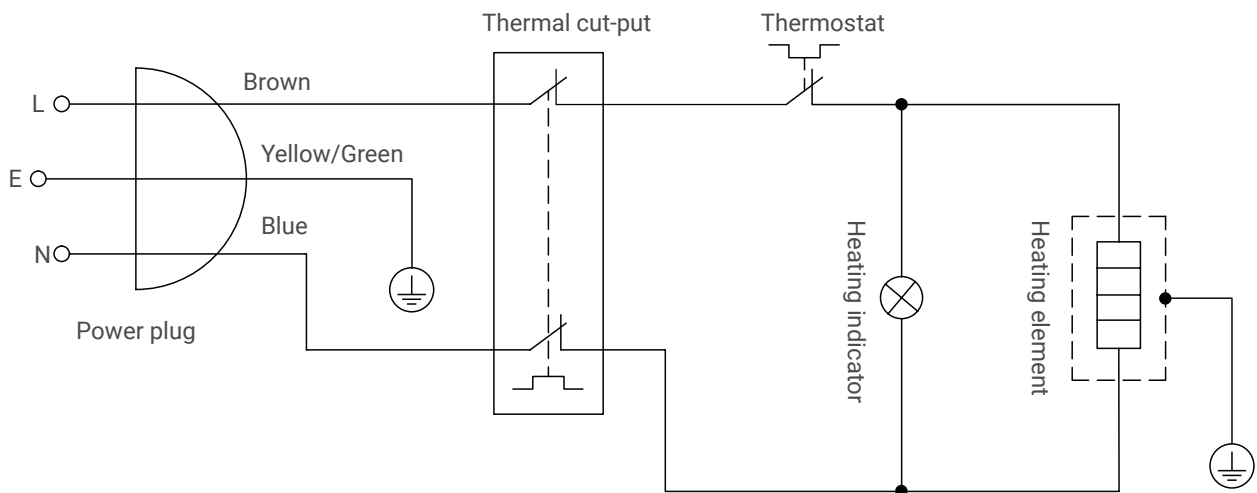 Thermal cut-put
Thermostat
L
Brown
E
Yellow/Green
N
Blue
Power plug
Heating indicator
Heating element